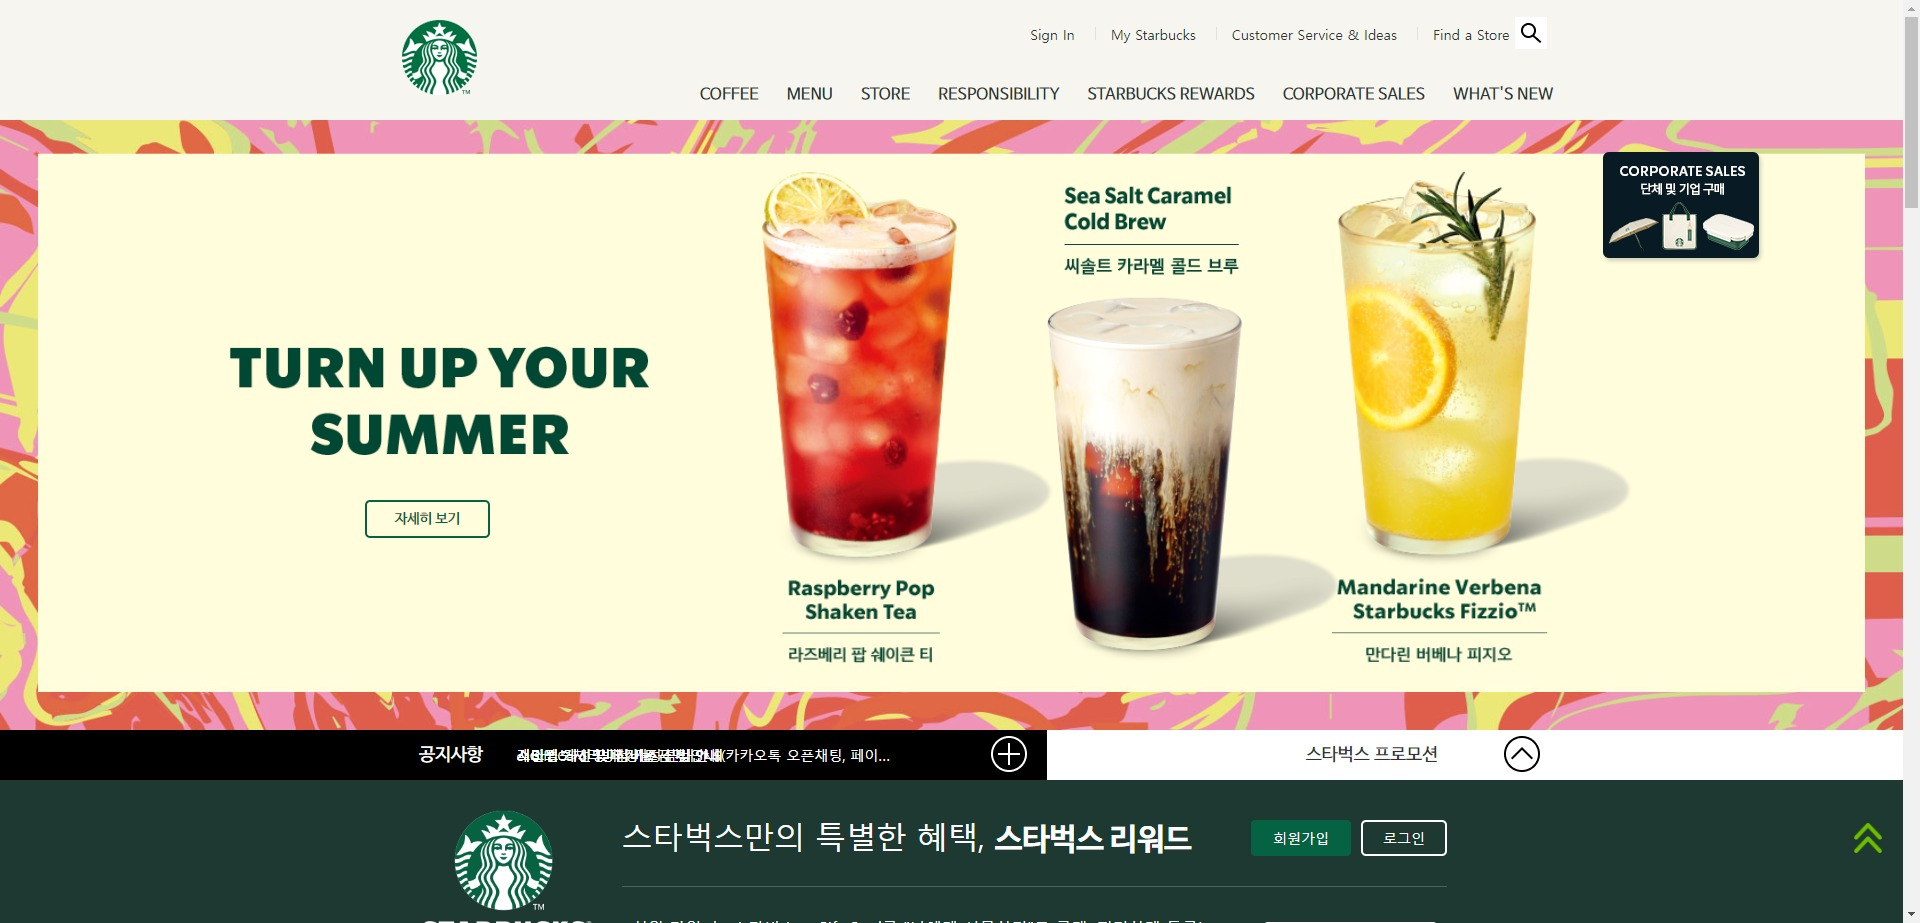 Sign In
My Starbucks
Customer Service & Ideas
Find a Store
COFFEE
MENU
STORE
RESPONSIBILITY
STARBUCKS REWARDS
CORPORATE SALES
WHAT'S NEW
CORPORATE SALES
단체 및 기업 구매
TURN UP YOUR
SUMMER
자세히 보기
Sea Salt Caramel
Cold Brew
씨솔트 카라멜 콜드 브루
Raspberry Pop
Shaken Tea
라즈베리 팝 쉐이큰 티
Mandarine Verbena
Starbucks Fizzio™
만다린 버베나 피지오
공지사항
(카카오톡 오픈채팅, 페이...
스타벅스 프로모션
스타벅스만의 특별한 혜택, 스타벅스 리워드
회원가입
로그인
TM